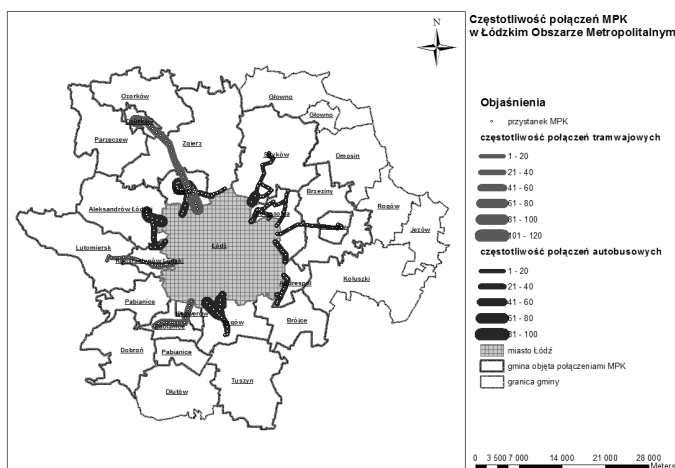 Częstotliwość połączeń MPK
w Łódzkim Obszarze Metropolitalnym
N
Ozorków
Głowno
Głowno
Parzęczew
Zgierz
Dmosin
Brzeziny
Rogów
Jeżów
Aleksandrów Łódzki
Łódź
Lutomiersk
Koluszki
Pabianice
Brójce
Dobroń
Pabianice
Tuszyn
Dłutów
Objaśnienia
przystanek MPK
częstotliwość połączeń tramwajowych
1 - 20
21 - 40
41 - 60
61 - 80
81 - 100
101 - 120
częstotliwość połączeń autobusowych
1 - 20
21 - 40
41 - 60
61 - 80
81 - 100
miasto Łódź
gmina objęta połączeniami MPK
granica gminy
0 3 500 7 000 14 000 21 000 28 000
Meters